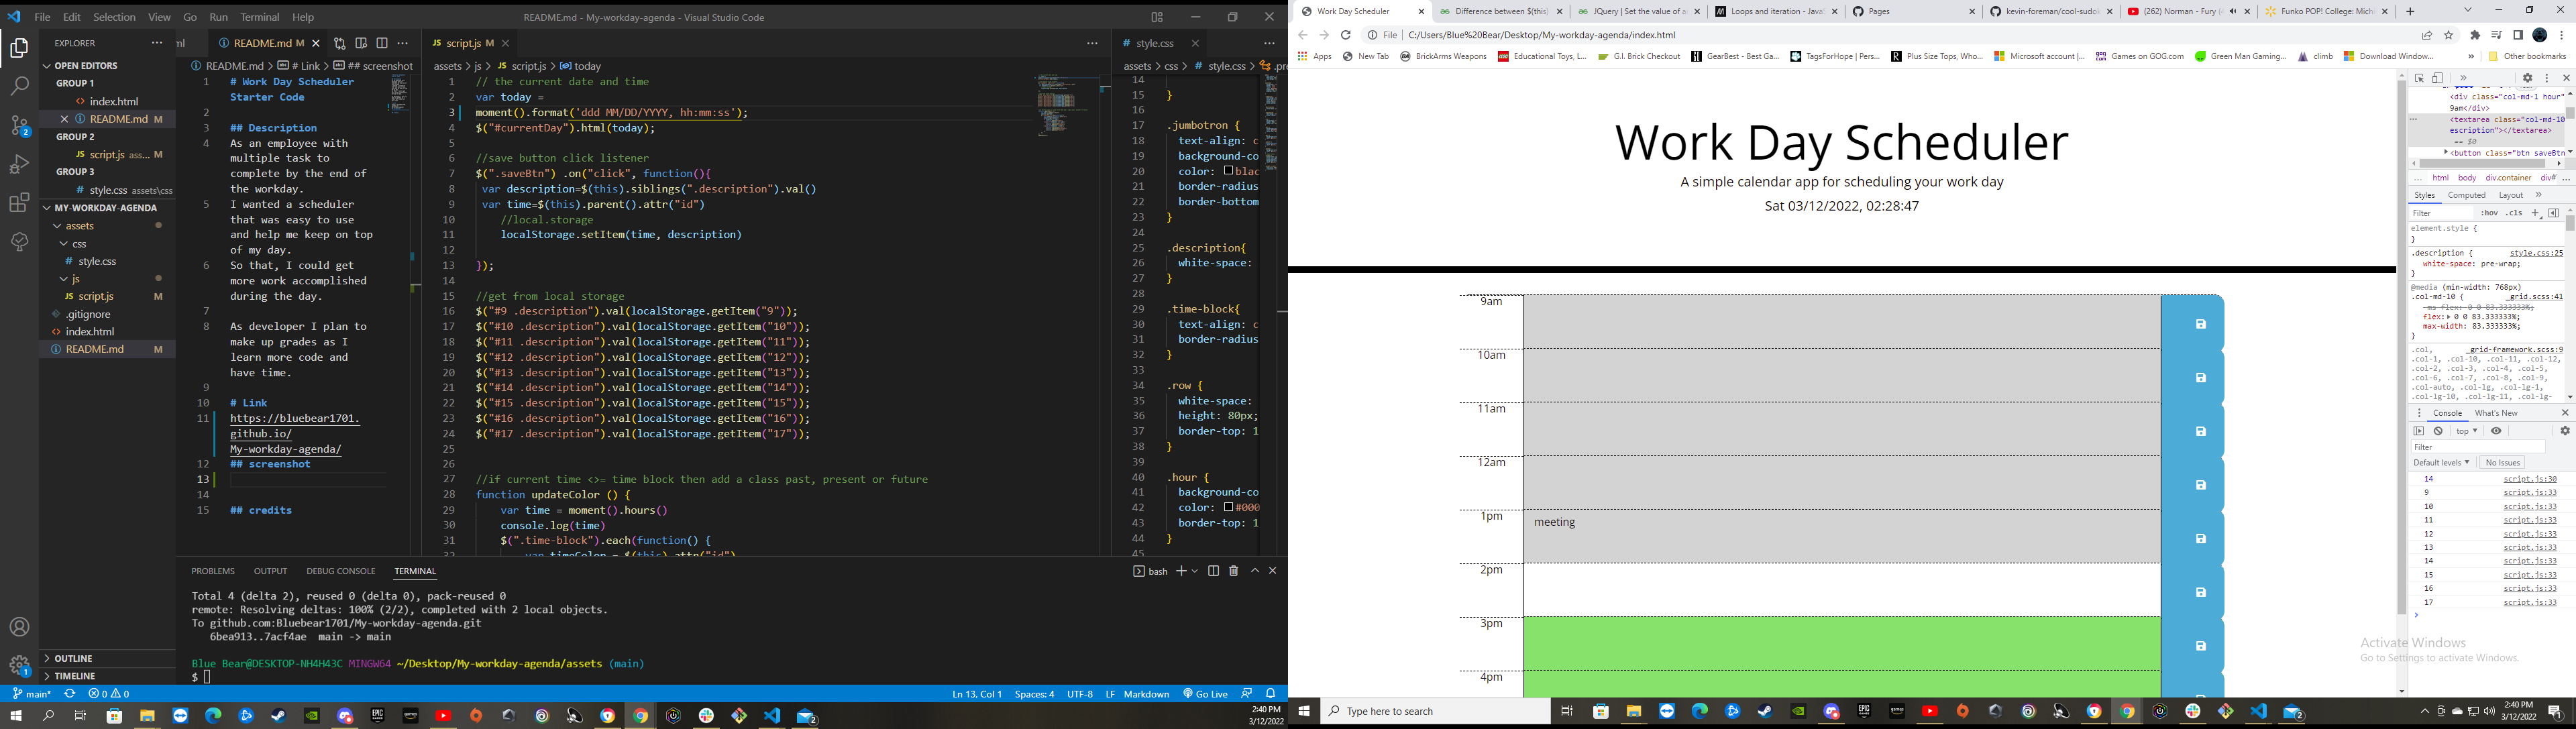 File Edit Selection View Go Run Terminal Help
README.md - My-workday-agenda - Visual Studio Code
EXPLORER
OPEN EDITORS
GROUP 1
index.html
README.md M
GROUP 2
script.js ass... M
GROUP 3
style.css assets\css
MY-WORKDAY-AGENDA
assets
css
style.css
js
script.js M
.gitignore
index.html
README.md M
OUTLINE
TIMELINE
ml README.md M
README.md > # Link > ## screenshot
1 # Work Day Scheduler
Starter Code
2
3 ## Description
4 As an employee with
multiple task to
complete by the end of
the workday.
5 I wanted a scheduler
that was easy to use
and help me keep on top
of my day.
6 So that, I could get
more work accomplished
during the day.
7
8 As developer I plan to
make up grades as I
learn more code and
have time.
9
10 # Link
11 https://bluebear1701.
github.io/
My-workday-agenda/
12 ## screenshot
13
14
15 ## credits
script.js M
assets > js > script.js > today
1 // the current date and time
2 var today =
3 moment().format('ddd MM/DD/YYYY, hh:mm:ss');
4 $("#currentDay").html(today);
5
6 //save button click listener
7 $(".saveBtn") .on("click", function(){
8 var description=$(this).siblings(".description").val()
9 var time=$(this).parent().attr("id")
10 //local.storage
11 localStorage.setItem(time, description)
12
13 });
14
15 //get from local storage
16 $("#9 .description").val(localStorage.getItem("9"));
17 $("#10 .description").val(localStorage.getItem("10"));
18 $("#11 .description").val(localStorage.getItem("11"));
19 $("#12 .description").val(localStorage.getItem("12"));
20 $("#13 .description").val(localStorage.getItem("13"));
21 $("#14 .description").val(localStorage.getItem("14"));
22 $("#15 .description").val(localStorage.getItem("15"));
23 $("#16 .description").val(localStorage.getItem("16"));
24 $("#17 .description").val(localStorage.getItem("17"));
25
26
27 //if current time <>= time block then add a class past, present or future
28 function updateColor () {
29 var time = moment().hours()
30 console.log(time)
31 $(".time-block").each(function() {
32 var timeColor = $(this).attr("id")
style.css
assets > css > style.css > .pr
14
15 }
16
17 .jumbotron {
18 text-align: c
19 background-co
20 color: blac
21 border-radius
22 border-bottom
23 }
24
25 .description{
26 white-space:
27 }
28
29 .time-block{
30 text-align: c
31 border-radius
32 }
33
34 .row {
35 white-space:
36 height: 80px;
37 border-top: 1
38 }
39
40 .hour {
41 background-co
42 color: #000
43 border-top: 1
44 }
45
PROBLEMS OUTPUT DEBUG CONSOLE TERMINAL
bash
Total 4 (delta 2), reused 0 (delta 0), pack-reused 0
remote: Resolving deltas: 100% (2/2), completed with 2 local objects.
To github.com:Bluebear1701/My-workday-agenda.git
6bea913..7acf4ae main -> main
Blue Bear@DESKTOP-NH4H43C MINGW64 ~/Desktop/My-workday-agenda/assets (main)
$
main* 0 0
Ln 13, Col 1 Spaces: 4 UTF-8 LF Markdown Go Live
2:40 PM
3/12/2022
Work Day Scheduler
Difference between $(this)
JQuery | Set the value of a
Loops and iteration - Java
Pages
kevin-foreman/cool-sudo
(262) Norman - Fury (
Funko POP! College: Mich
File | C:/Users/Blue%20Bear/Desktop/My-workday-agenda/index.html
Apps New Tab BrickArms Weapons Educational Toys, L... G.I. Brick Checkout GearBest - Best Ga... TagsForHope | Pers... Plus Size Tops, Who... Microsoft account |... Games on GOG.com Green Man Gaming... climb Download Window... » Other bookmarks
Work Day Scheduler
A simple calendar app for scheduling your work day
Sat 03/12/2022, 02:28:47
9am
10am
11am
12am
1pm
meeting
2pm
3pm
4pm
<div class="col-md-1 hour"
9am</div>
<textarea class="col-md-10
escription"></textarea>
== $0
<button class="btn saveBtn
... html body div.container div# ...
Styles Computed Layout »
Filter :hov .cls
element.style {
}
.description { style.css:25
white-space: pre-wrap;
}
@media (min-width: 768px)
.col-md-10 { _grid.scss:41
-ms-flex: 0 0 83.333333%;
flex: 0 0 83.333333%;
max-width: 83.333333%;
}
.col, _grid-framework.scss:9
.col-1, .col-10, .col-11, .col-12,
.col-2, .col-3, .col-4, .col-5,
.col-6, .col-7, .col-8, .col-9,
.col-auto, .col-lg, .col-lg-1,
.col-lg-10, .col-lg-11, .col-lg-
Console What's New
top
Filter
Default levels No Issues
14 script.js:30
9 script.js:33
10 script.js:33
11 script.js:33
12 script.js:33
13 script.js:33
14 script.js:33
15 script.js:33
16 script.js:33
17 script.js:33
Activate Windows
Go to Settings to activate Windows.
Type here to search
2:40 PM
3/12/2022